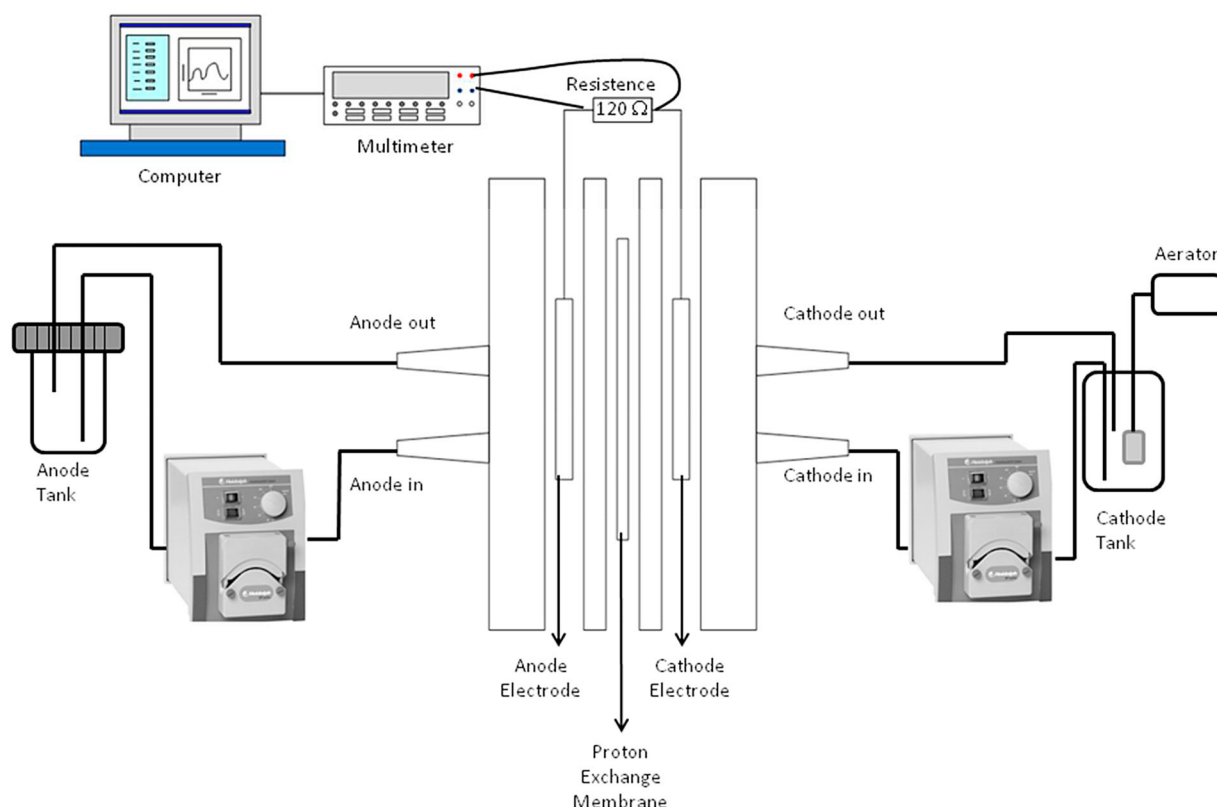 Resistence
120 Ω
Multimeter
Computer
Aerator
Anode out
Cathode out
Anode in
Cathode in
Anode
Tank
Cathode
Tank
Anode
Electrode
Cathode
Electrode
Proton
Exchange
Membrane